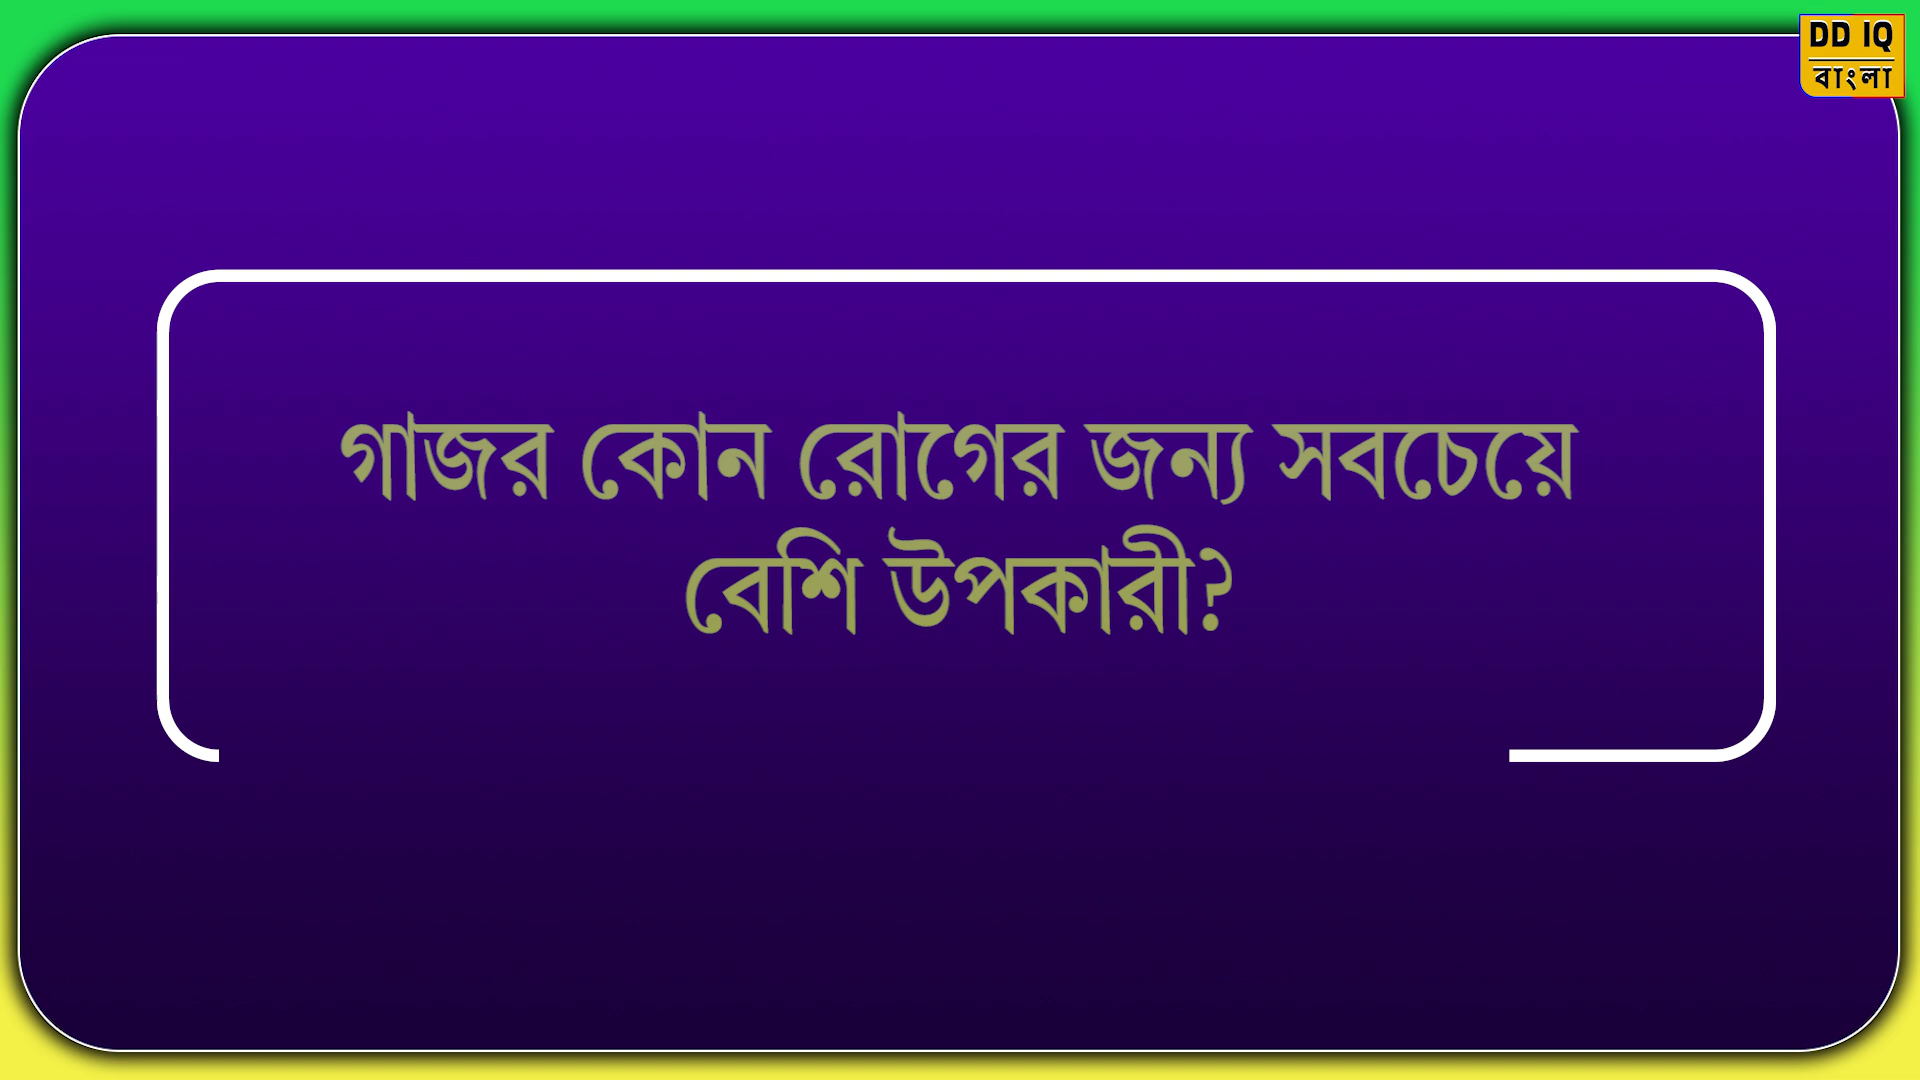 DD IQ
বাংলা
গাজর কোন রোগের জন্য সবচেয়ে
বেশি উপকারী?